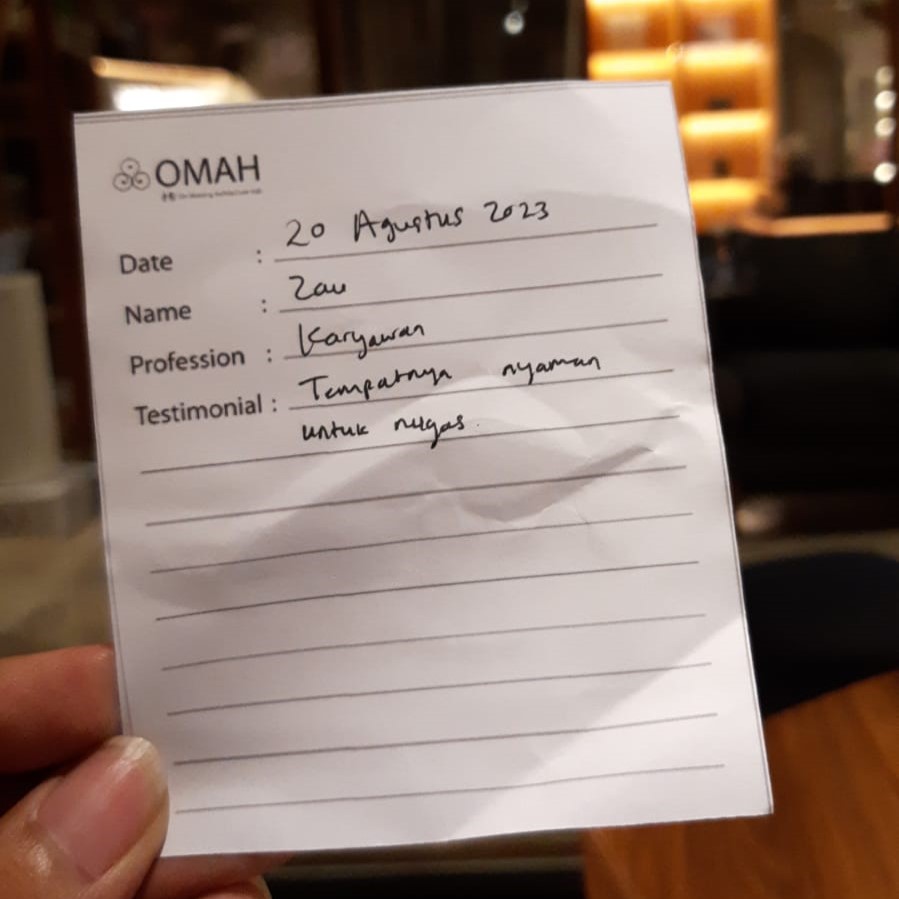 OMAH
Date : 20 Agustus 2023
Name : Zau
Profession : Karyawan
Testimonial : Tempatnya nyaman
untuk nugas.